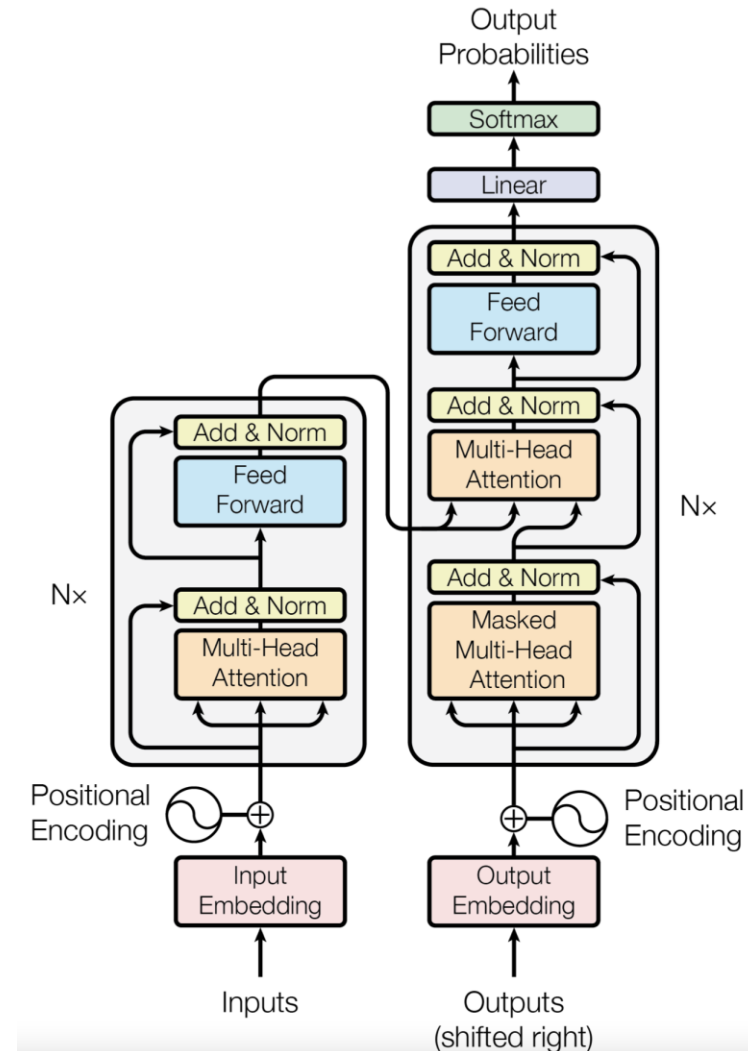 Output
Probabilities
Softmax
Linear
Add & Norm
Feed
Forward
Add & Norm
Multi-Head
Attention
Add & Norm
Masked
Multi-Head
Attention
N×
Add & Norm
Feed
Forward
Add & Norm
Multi-Head
Attention
N×
Positional
Encoding
Positional
Encoding
Input
Embedding
Output
Embedding
Inputs
Outputs
(shifted right)